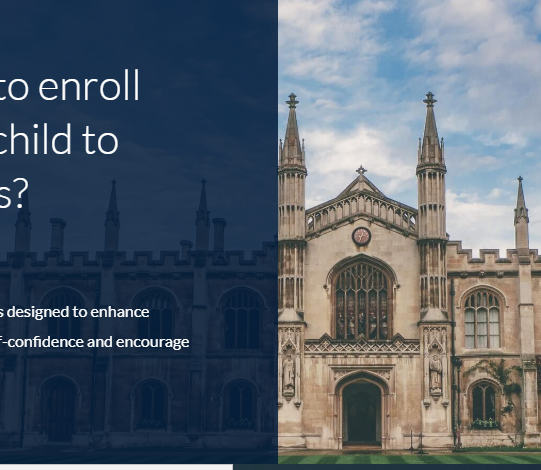 to enroll
child to
s?
s designed to enhance
f-confidence and encourage